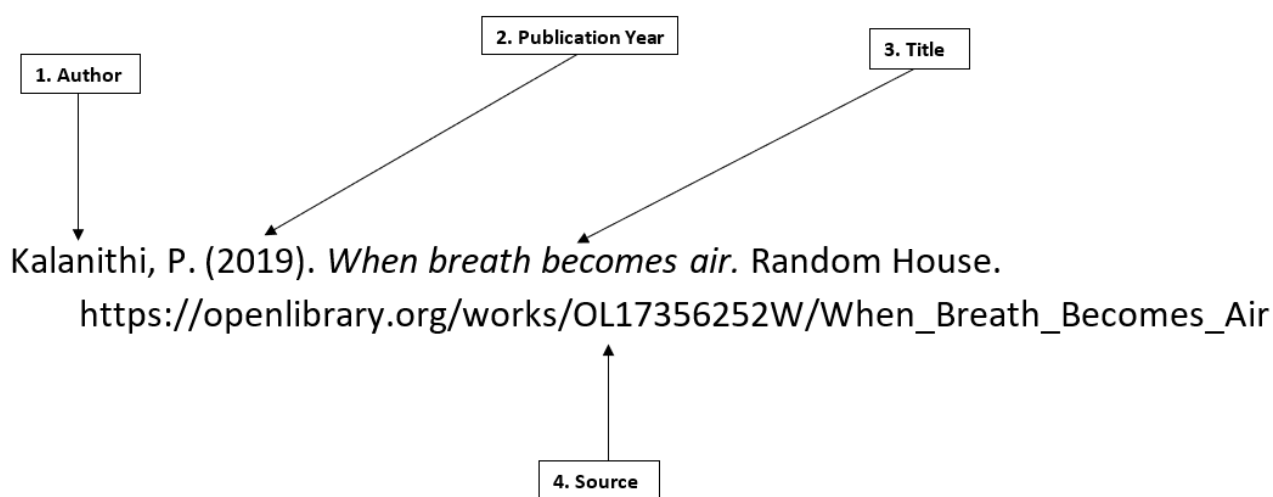 2. Publication Year
3. Title
1. Author
Kalanithi, P. (2019). When breath becomes air. Random House.
https://openlibrary.org/works/OL17356252W/When_Breath_Becomes_Air
4. Source